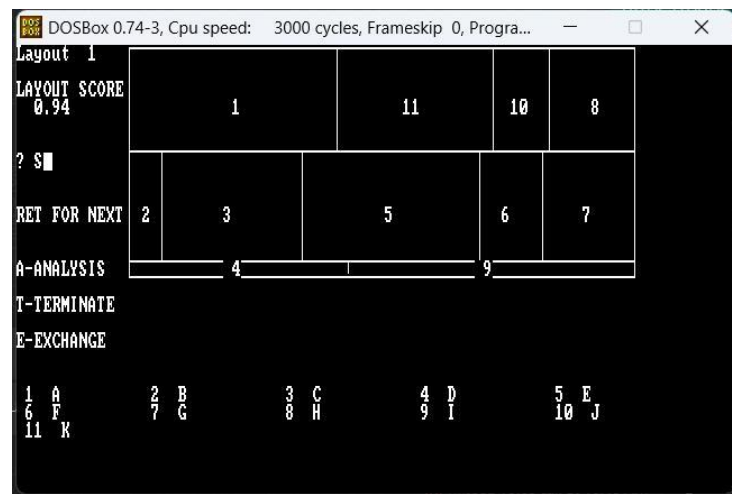 DOSBox 0.74-3, Cpu speed: 3000 cycles, Frameskip 0, Progra...
Layout 1
LAYOUT SCORE
0.94
1 11 10 8
? S
RET FOR NEXT 2 3 5 6 7
A-ANALYSIS 4 9
T-TERMINATE
E-EXCHANGE
1 A 2 B 3 C 4 D 5 E
6 F 7 G 8 H 9 I 10 J
11 K